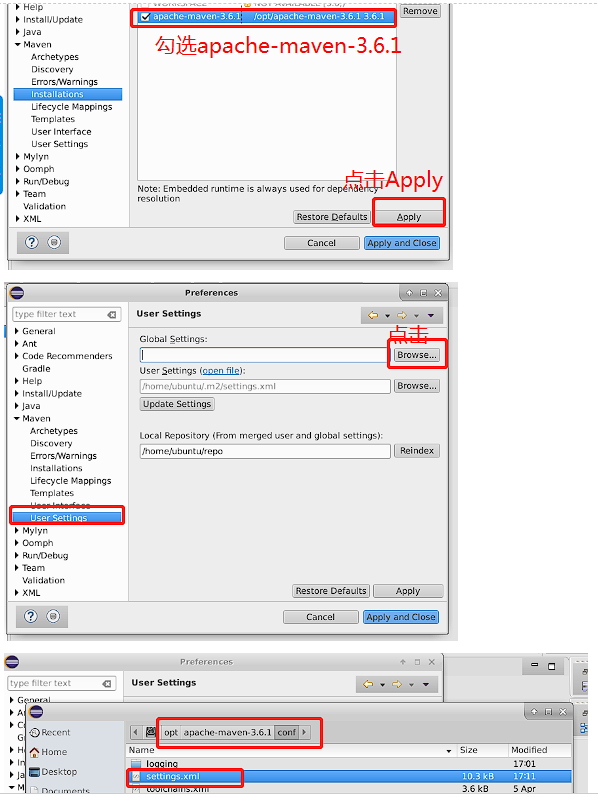 Help
Install/Update
Java
Maven
Archetypes
Discovery
Errors/Warnings
Installations
Lifecycle Mappings
Templates
User Interface
User Settings
Mylyn
Oomph
Run/Debug
Team
Validation
XML
apache-maven-3.6.1 /opt/apache-maven-3.6.1 3.6.1
Remove
勾选apache-maven-3.6.1
点击Apply
Note: Embedded runtime is always used for dependency
resolution
Restore Defaults Apply
Cancel Apply and Close
Preferences
type filter text
General
Ant
Code Recommenders
Gradle
Help
Install/Update
Java
Maven
Archetypes
Discovery
Errors/Warnings
Installations
Lifecycle Mappings
Templates
User Interface
User Settings
Mylyn
Oomph
Run/Debug
Team
Validation
XML
User Settings
点击
Global Settings:
Browse...
User Settings (open file):
/home/ubuntu/.m2/settings.xml Browse...
Update Settings
Local Repository (From merged user and global settings):
/home/ubuntu/repo Reindex
Restore Defaults Apply
Cancel Apply and Close
Preferences
type filter text
User Settings
General
Recent
Home
Desktop
Documents
opt apache-maven-3.6.1 conf
Name Size Modified
logging 17:01
settings.xml 10.3 kB 17:11
toolchains.xml 3.6 kB 5 Apr